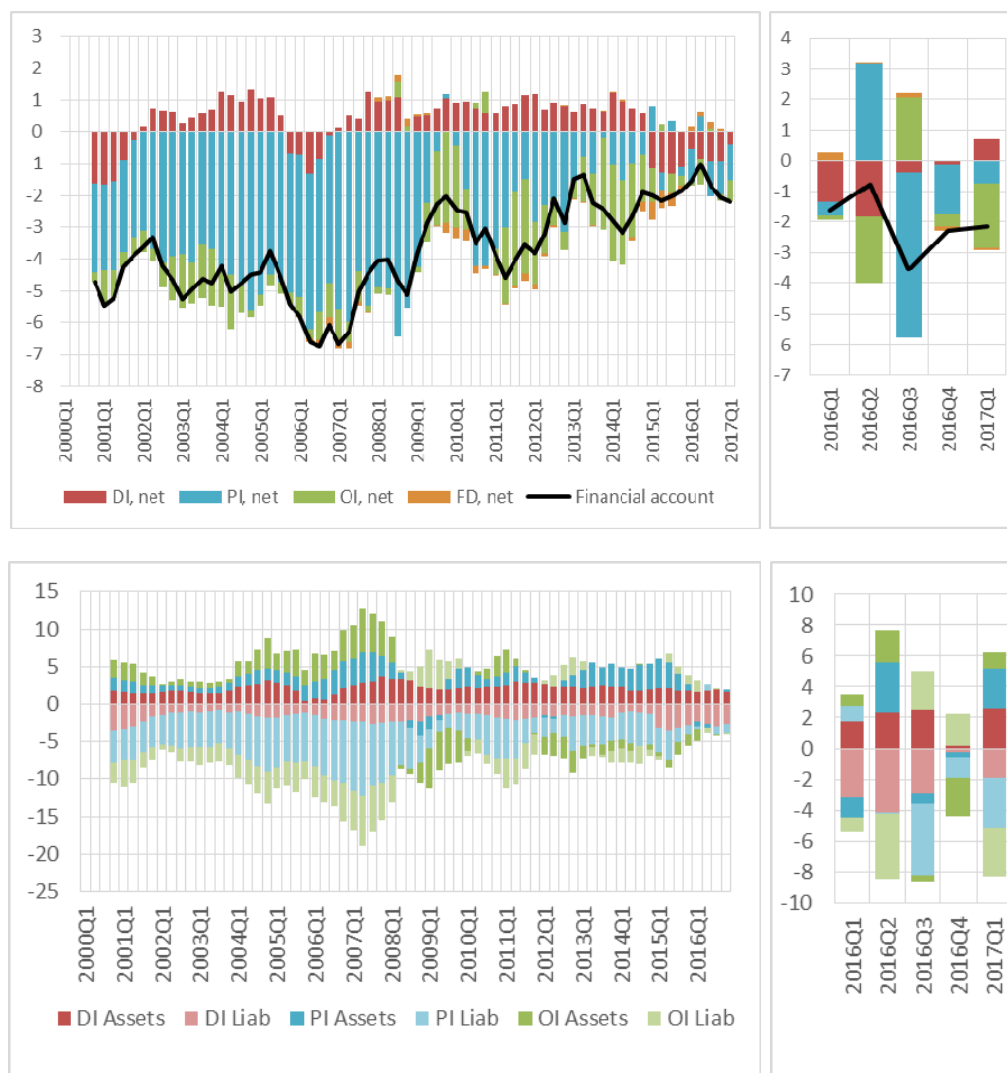 3
2
1
0
1
-2
-3
-4
-5
-6
-7
-8
2000Q1
2001Q1
2002Q1
2003Q1
2004Q1
2005Q1
2006Q1
2007Q1
2008Q1
2009Q1
2010Q1
2011Q1
2012Q1
2013Q1
2014Q1
2015Q1
2016Q1
2017Q1
DI, net PI, net OI, net FD, net Financial account
4
3
2
1
0
-1
-2
-3
-4
-5
6
-7
2016Q1
2016Q2
2016Q3
2016Q4
2017Q1
15
10
5
0
-5
-10
-15
-20
-25
2000Q1
2001Q1
2002Q1
2003Q1
2004Q1
2005Q1
2006Q1
2007Q1
2008Q1
2009Q1
2010Q1
2011Q1
2012Q1
2013Q1
2014Q1
2015Q1
2016Q1
DI Assets DI Liab PI Assets PI Liab OI Assets OI Liab
10
8
6
4
2
0
-2
-4
-6
-8
-10
2016Q1
2016Q2
2016Q3
2016Q4
2017Q1